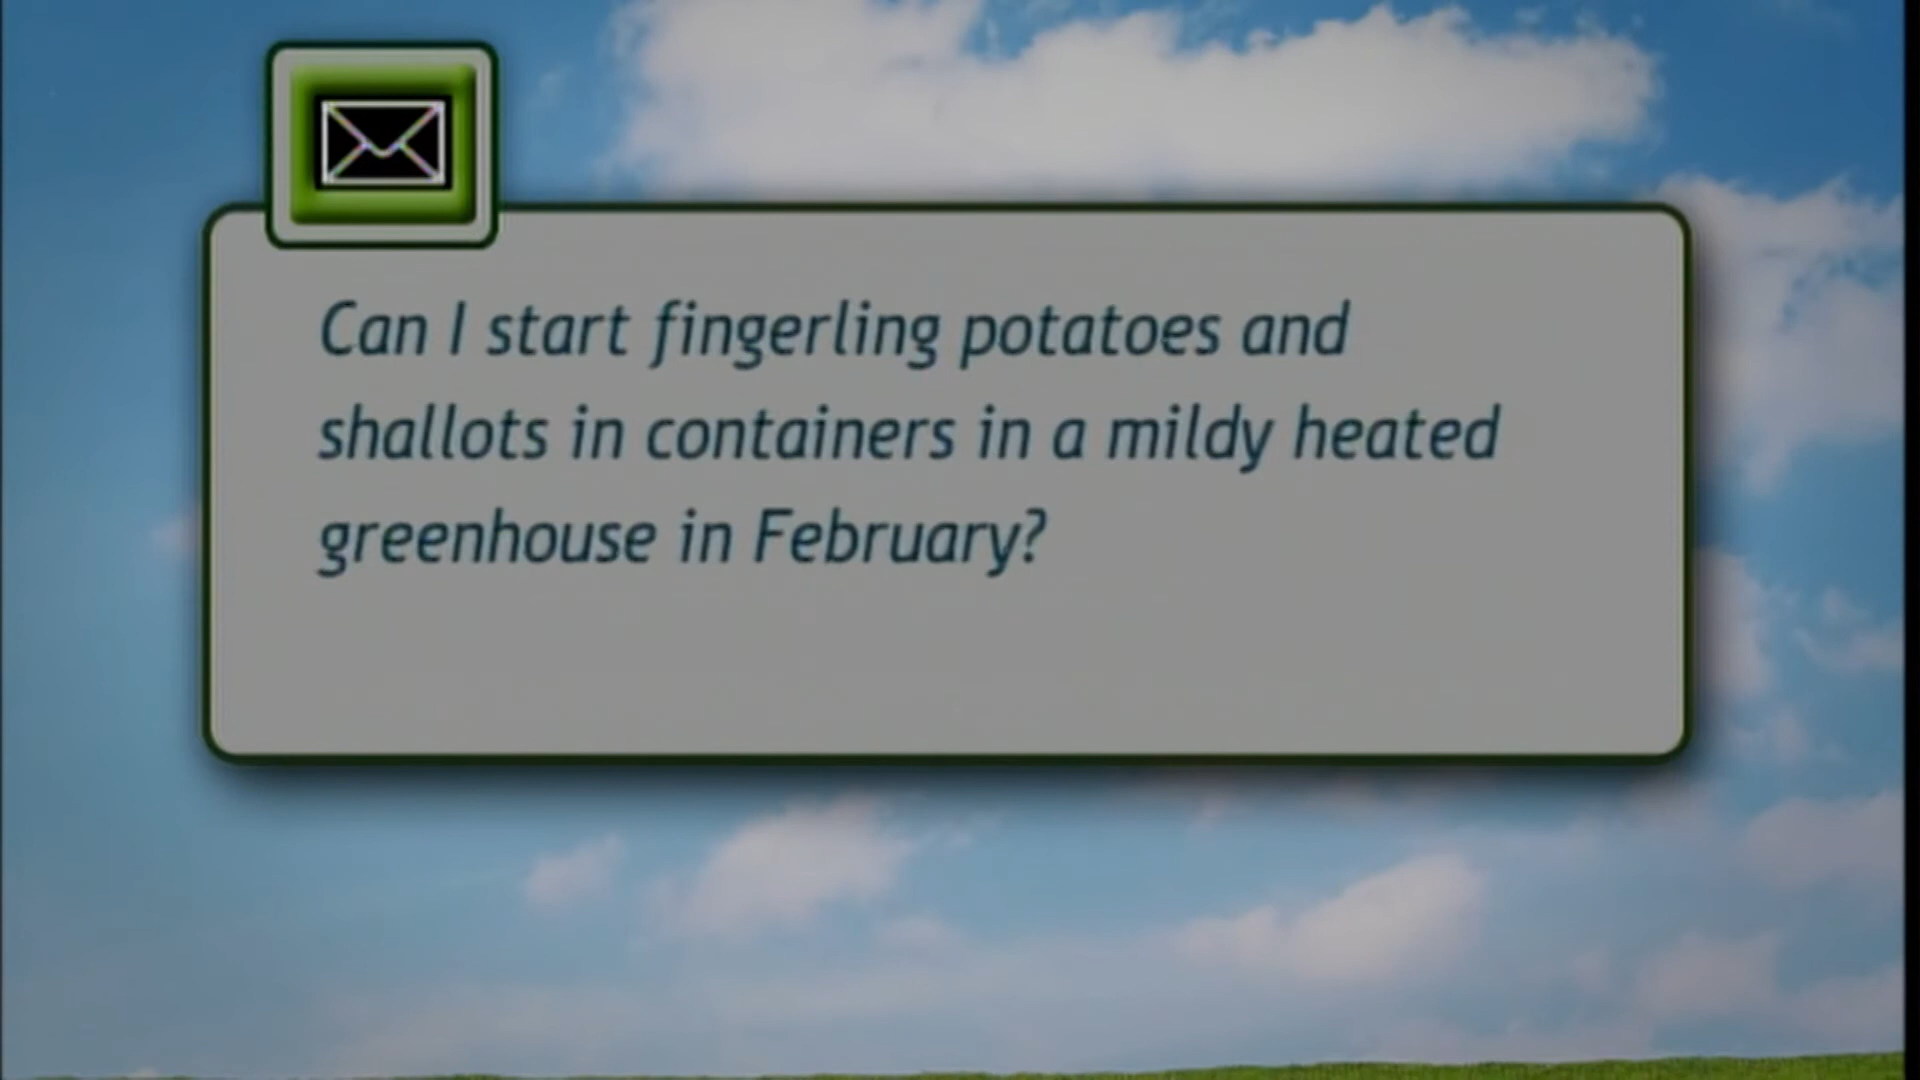 Can I start fingerling potatoes and
shallots in containers in a mildy heated
greenhouse in February?